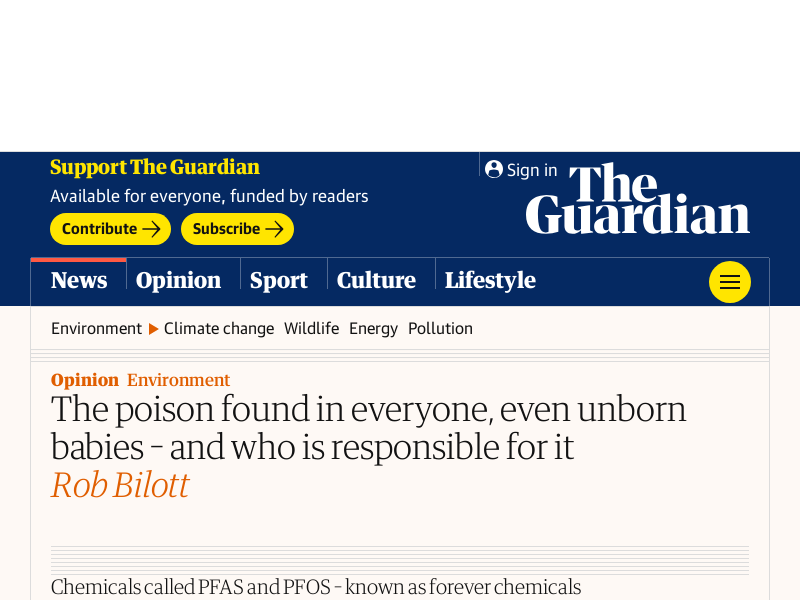 Support The Guardian
Available for everyone, funded by readers
Contribute
Subscribe
Sign in
The
Guardian
News
Opinion
Sport
Culture
Lifestyle
Environment
Climate change
Wildlife
Energy
Pollution
Opinion Environment
The poison found in everyone, even unborn
babies – and who is responsible for it
Rob Bilott
Chemicals called PFAS and PFOS – known as forever chemicals